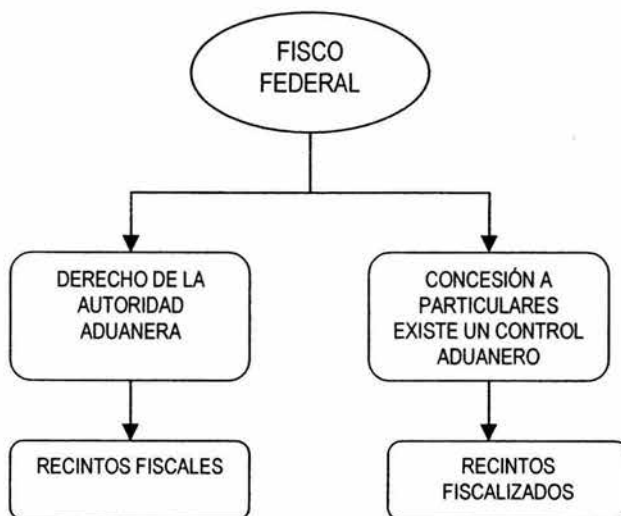 FISCO
FEDERAL
DERECHO DE LA
AUTORIDAD
ADUANERA
CONCESIÓN A
PARTICULARES
EXISTE UN CONTROL
ADUANERO
RECINTOS FISCALES
RECINTOS
FISCALIZADOS